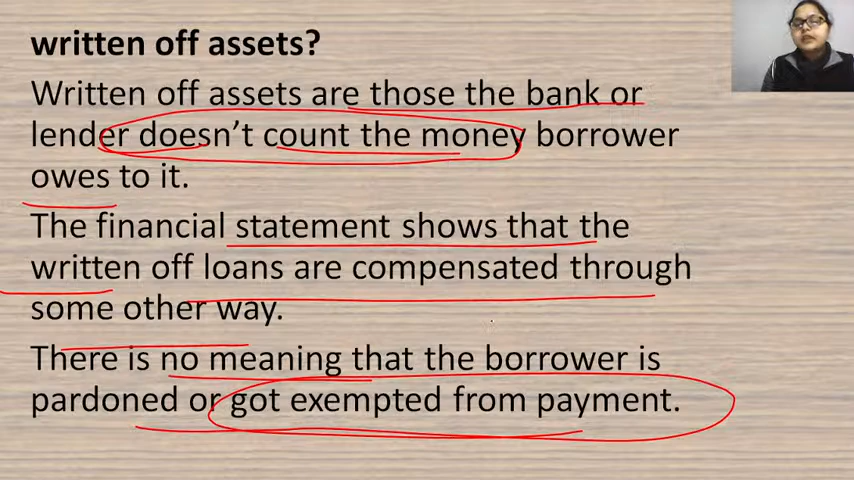 written off assets?
Written off assets are those the bank or
lender doesn’t count the money borrower
owes to it.
The financial statement shows that the
written off loans are compensated through
some other way.
There is no meaning that the borrower is
pardoned or got exempted from payment.